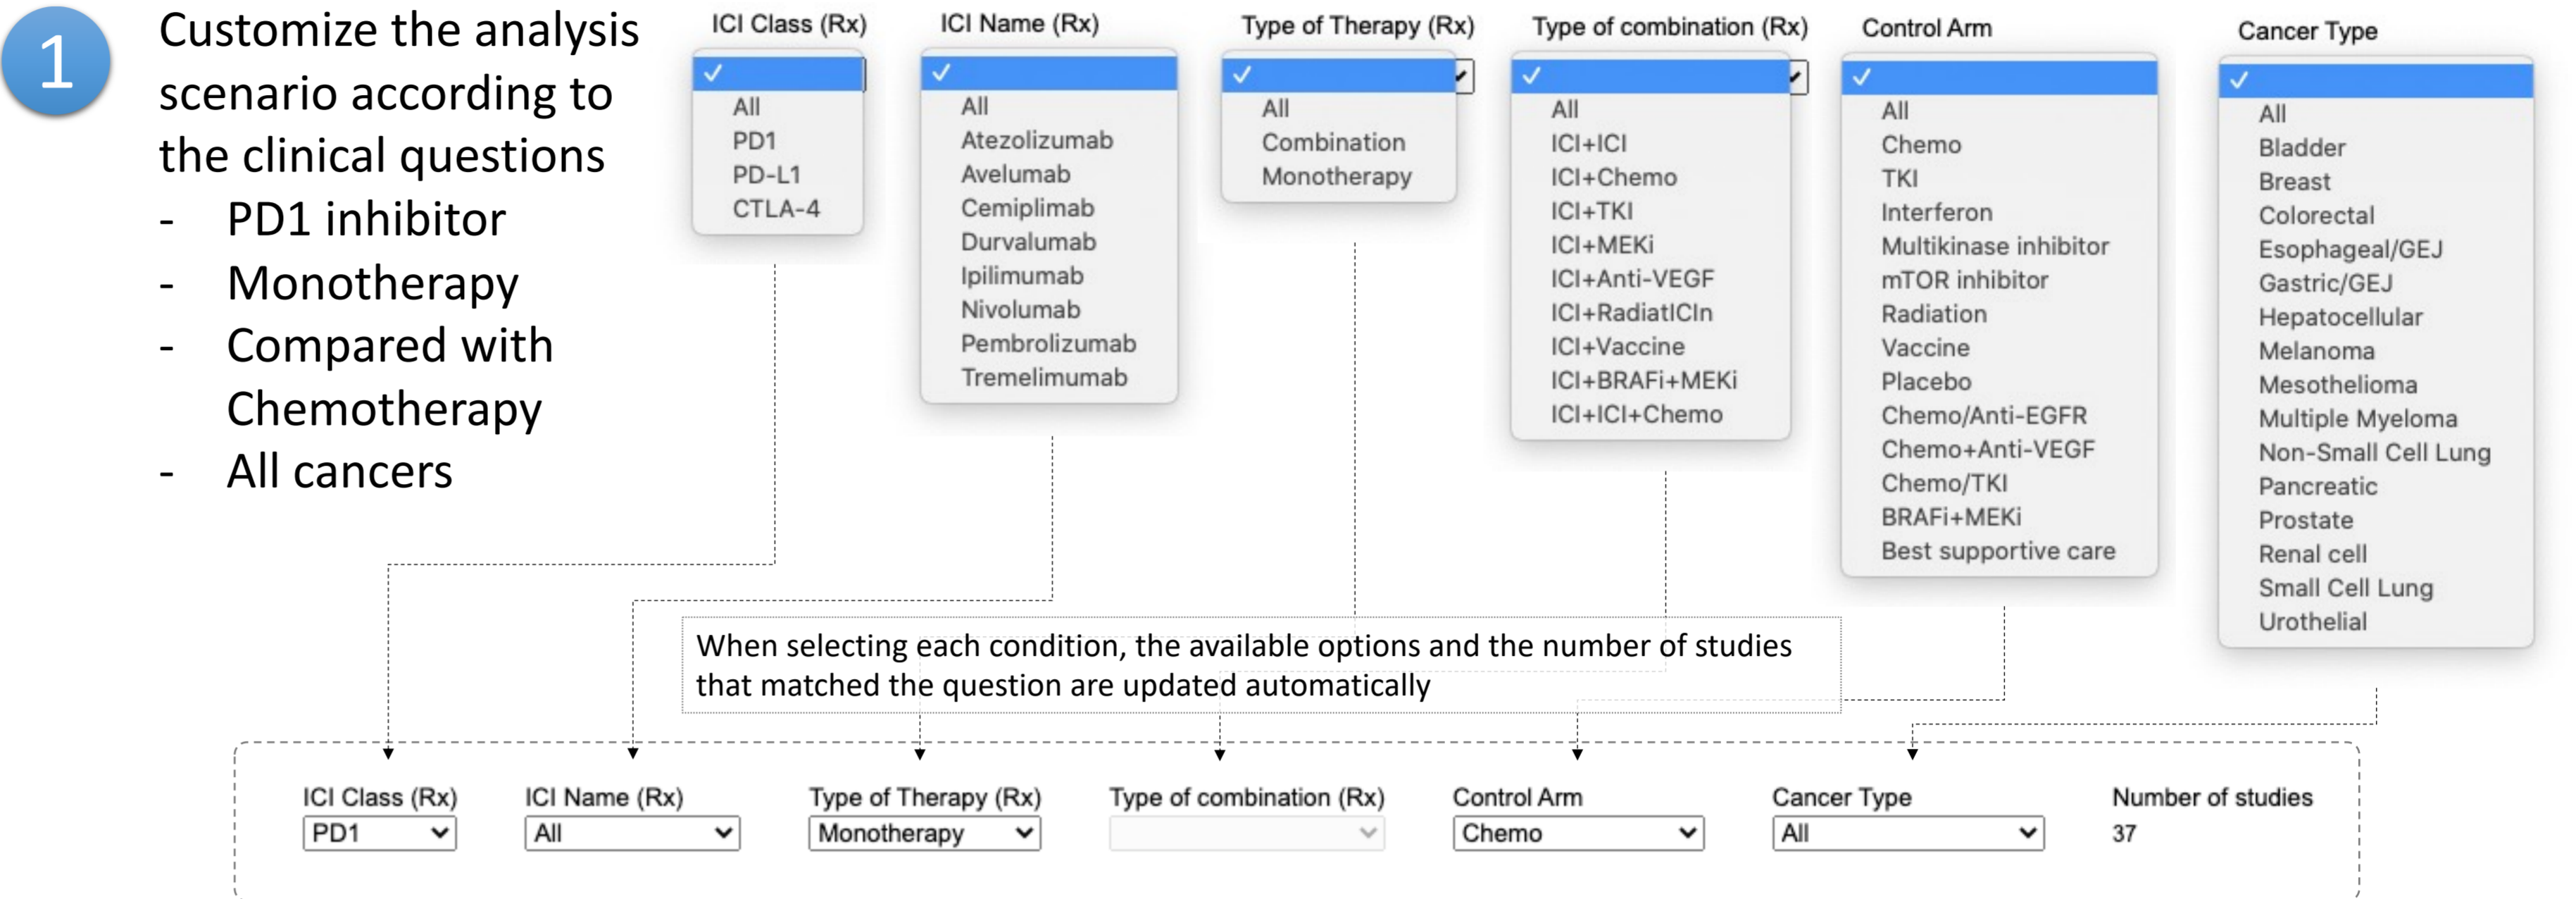 1
Customize the analysis
scenario according to
the clinical questions
- PD1 inhibitor
- Monotherapy
- Compared with
Chemotherapy
- All cancers
ICI Class (Rx)
✓
All
PD1
PD-L1
CTLA-4
ICI Name (Rx)
✓
All
Atezolizumab
Avelumab
Cemiplimab
Durvalumab
Ipilimumab
Nivolumab
Pembrolizumab
Tremelimumab
Type of Therapy (Rx)
✓
All
Combination
Monotherapy
Type of combination (Rx)
✓
All
ICI+ICI
ICI+Chemo
ICI+TKI
ICI+MEKi
ICI+Anti-VEGF
ICI+RadiatICIn
ICI+Vaccine
ICI+BRAFi+MEKi
ICI+ICI+Chemo
Control Arm
✓
All
Chemo
TKI
Interferon
Multikinase inhibitor
mTOR inhibitor
Radiation
Vaccine
Placebo
Chemo/Anti-EGFR
Chemo+Anti-VEGF
Chemo/TKI
BRAFi+MEKi
Best supportive care
Cancer Type
✓
All
Bladder
Breast
Colorectal
Esophageal/GEJ
Gastric/GEJ
Hepatocellular
Melanoma
Mesothelioma
Multiple Myeloma
Non-Small Cell Lung
Pancreatic
Prostate
Renal cell
Small Cell Lung
Urothelial
When selecting each condition, the available options and the number of studies
that matched the question are updated automatically
ICI Class (Rx)
PD1
ICI Name (Rx)
All
Type of Therapy (Rx)
Monotherapy
Type of combination (Rx)
Control Arm
Chemo
Cancer Type
All
Number of studies
37